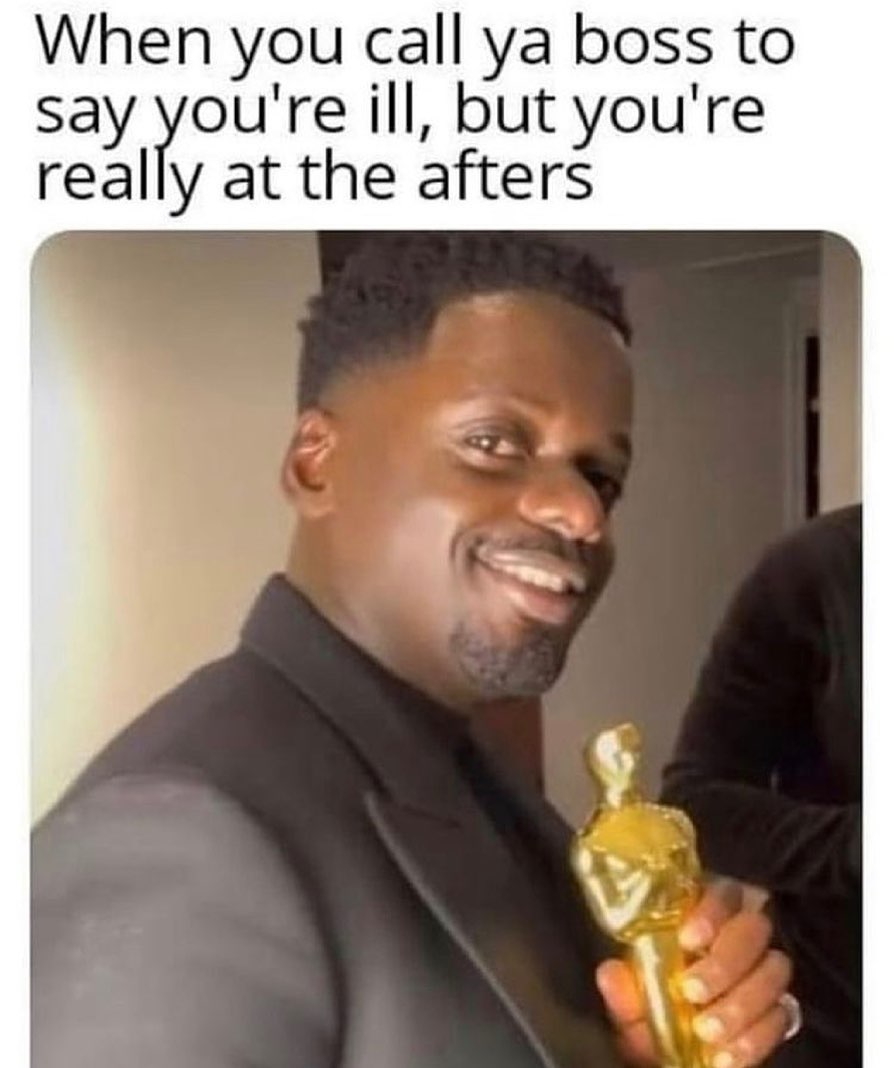 When you call ya boss to
say you're ill, but you're
really at the afters